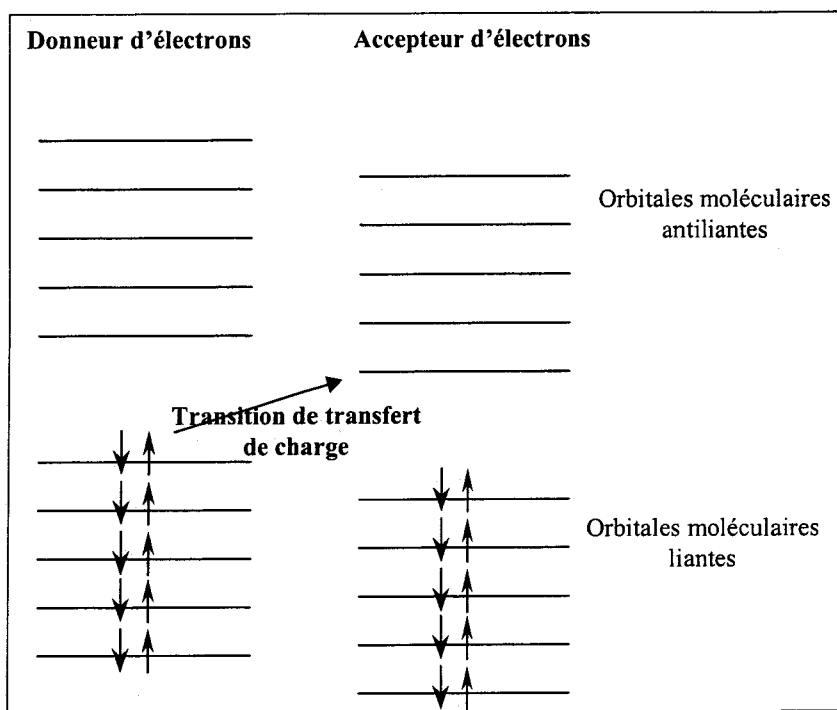 Donneur d'électrons
Accepteur d'électrons
Orbitales moléculaires
antiliantes
Transition de transfert
de charge
Orbitales moléculaires
liantes